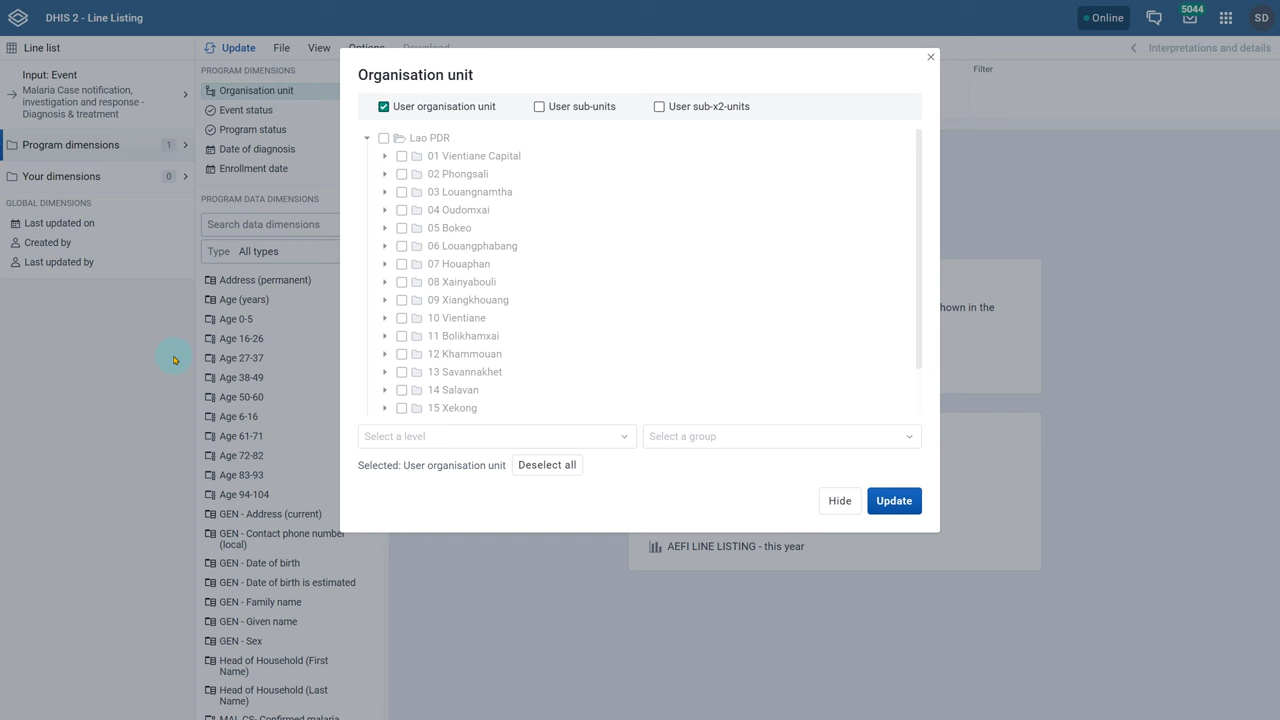 DHIS 2 - Line Listing
Online
5044
SD
Line list
Update
File
View
Options
Download
Interpretations and details
Input: Event
Malaria Case notification,
investigation and response -
Diagnosis & treatment
Program dimensions
1
Your dimensions
0
GLOBAL DIMENSIONS
Last updated on
Created by
Last updated by
PROGRAM DIMENSIONS
Organisation unit
Event status
Program status
Date of diagnosis
Enrollment date
PROGRAM DATA DIMENSIONS
Search data dimensions
Type All types
Address (permanent)
Age (years)
Age 0-5
Age 16-26
Age 27-37
Age 38-49
Age 50-60
Age 6-16
Age 61-71
Age 72-82
Age 83-93
Age 94-104
GEN - Address (current)
GEN - Contact phone number
(local)
GEN - Date of birth
GEN - Date of birth is estimated
GEN - Family name
GEN - Given name
GEN - Sex
Head of Household (First
Name)
Head of Household (Last
Name)
MAL CS- Confirmed malaria
Organisation unit
User organisation unit
User sub-units
User sub-x2-units
Lao PDR
01 Vientiane Capital
02 Phongsali
03 Louangnamtha
04 Oudomxai
05 Bokeo
06 Louangphabang
07 Houaphan
08 Xainyabouli
09 Xiangkhouang
10 Vientiane
11 Bolikhamxai
12 Khammouan
13 Savannakhet
14 Salavan
15 Xekong
Select a level
Select a group
Selected: User organisation unit
Deselect all
Hide
Update
Filter
hown in the
AEFI LINE LISTING - this year